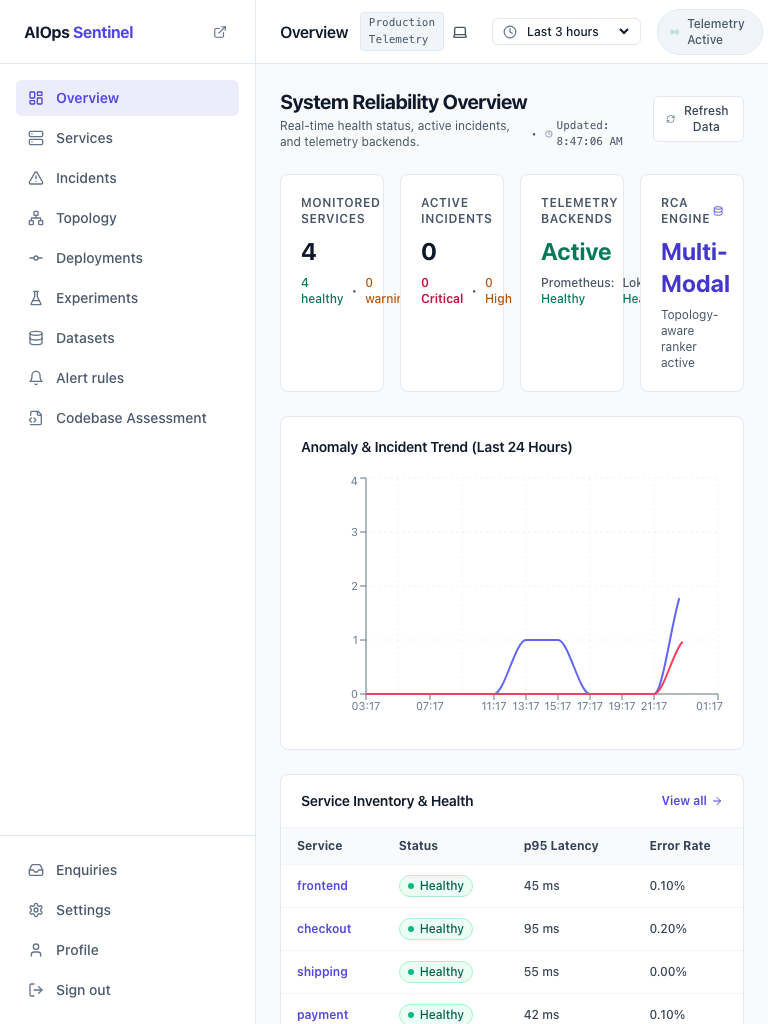 AIOps Sentinel
Overview
Services
Incidents
Topology
Deployments
Experiments
Datasets
Alert rules
Codebase Assessment
Enquiries
Settings
Profile
Sign out
Overview
Production
Telemetry
Last 3 hours
Telemetry
Active
System Reliability Overview
Real-time health status, active incidents,
and telemetry backends.
•
Updated:
8:47:06 AM
Refresh
Data
MONITORED
SERVICES
4
4
healthy
•
0
ACTIVE
INCIDENTS
0
0
Critical
•
0
High
TELEMETRY
BACKENDS
Active
Prometheus:
Healthy
RCA
ENGINE
Multi-
Modal
Topology-
aware
ranker
active
Anomaly & Incident Trend (Last 24 Hours)
4
3
2
1
0
03:17 07:17 11:17 13:17 15:17 17:17 19:17 21:17 01:17
Service Inventory & Health
View all
Service Status p95 Latency Error Rate
frontend Healthy 45 ms 0.10%
checkout Healthy 95 ms 0.20%
shipping Healthy 55 ms 0.00%
payment Healthy 42 ms 0.10%